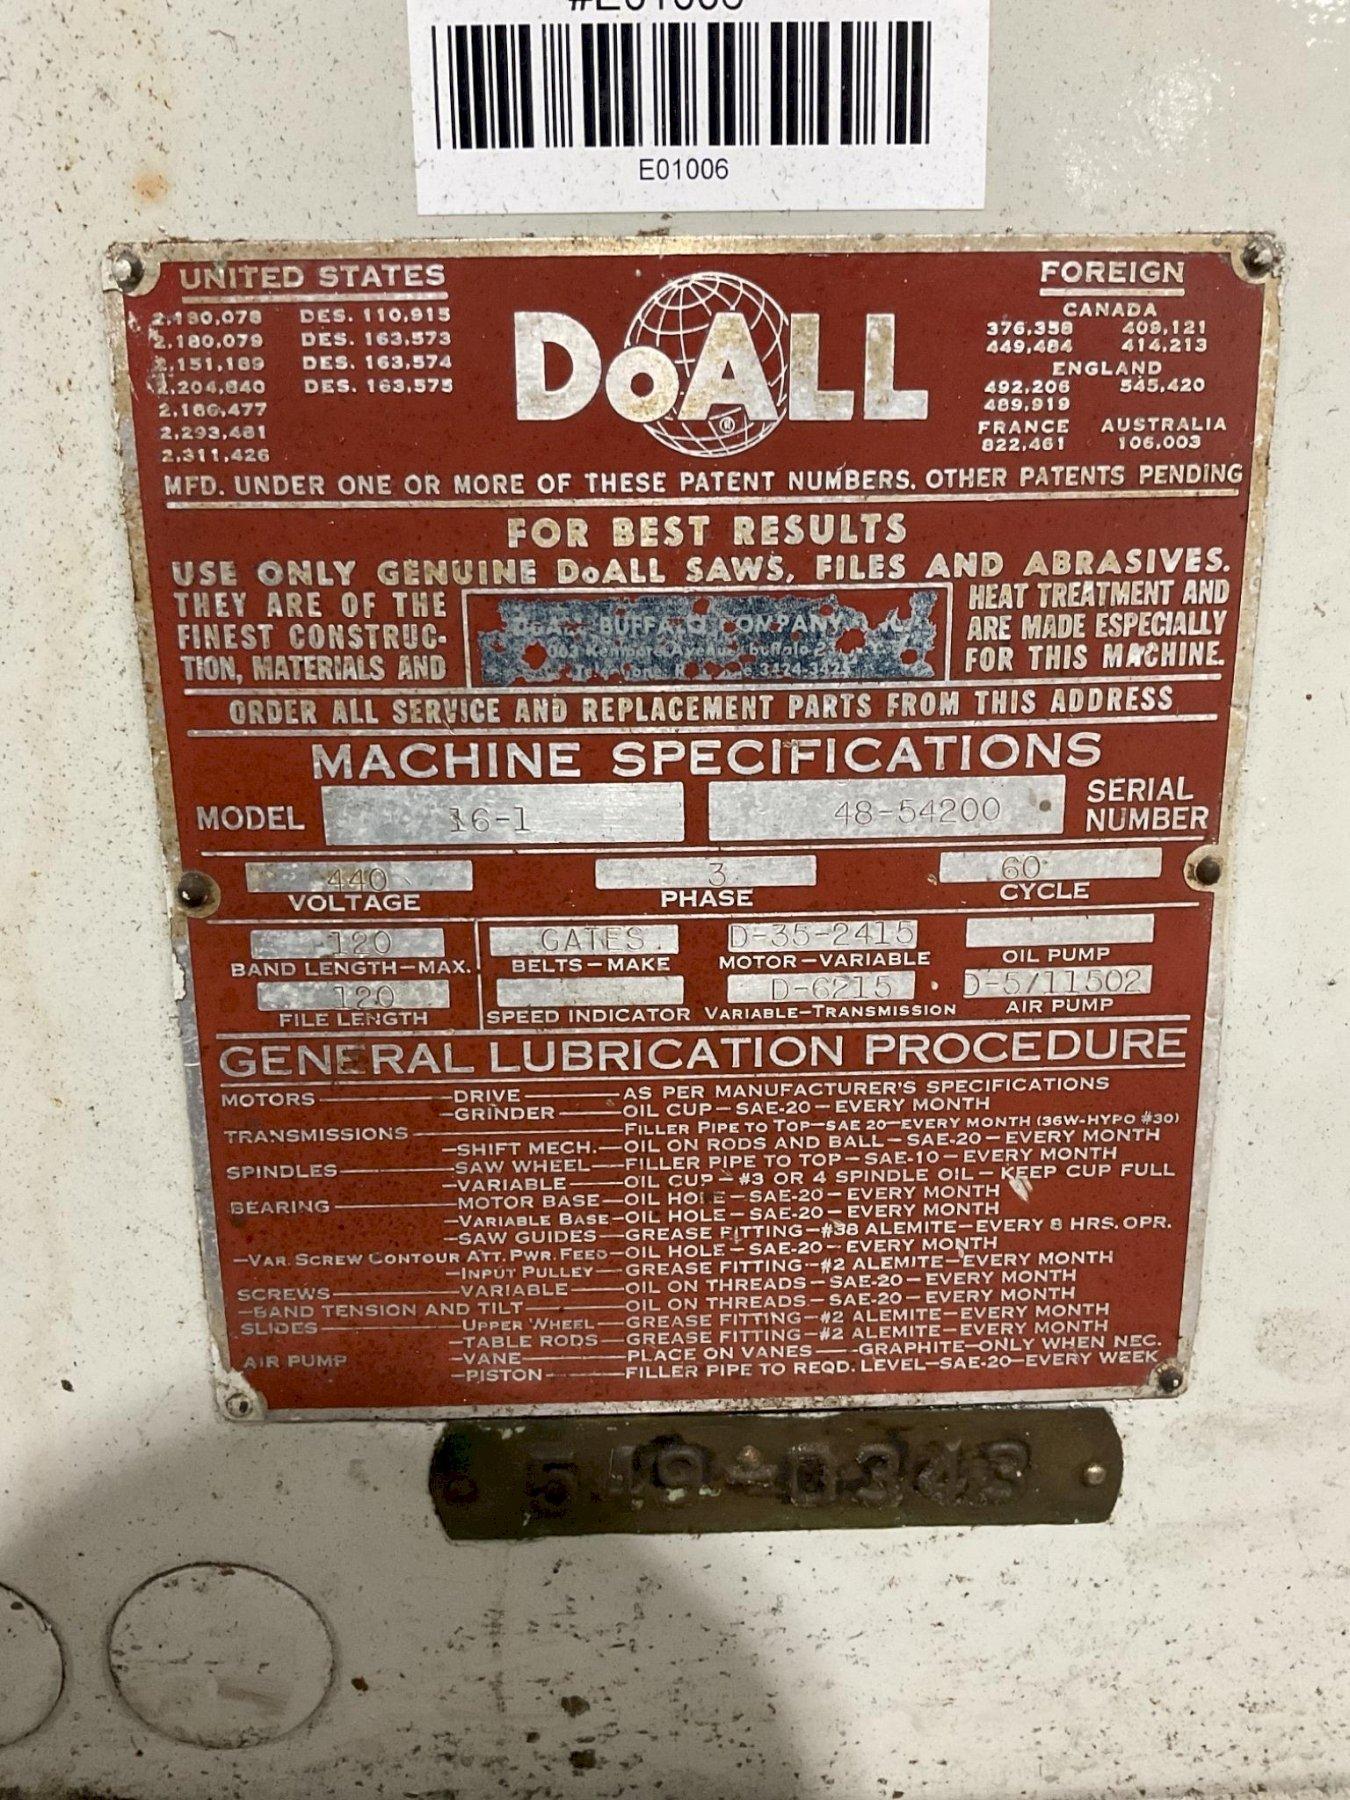 E01006
UNITED STATES
2,180,078 DES. 110,915
2,180,079 DES. 163,573
2,151,189 DES. 163,574
2,204,840 DES. 163,575
2,166,477
2,293,481
2,311,426
DoALL
®
FOREIGN
CANADA
376,358 409,121
449,484 414,213
ENGLAND
492,206 545,420
489,919
FRANCE AUSTRALIA
822,461 106,003
MFD. UNDER ONE OR MORE OF THESE PATENT NUMBERS. OTHER PATENTS PENDING
FOR BEST RESULTS
USE ONLY GENUINE DoALL SAWS, FILES AND ABRASIVES.
THEY ARE OF THE
FINEST CONSTRUC-
TION, MATERIALS AND
BUFFALO COMPANY
Kenmore Avenue Buffalo
3424-3425
HEAT TREATMENT AND
ARE MADE ESPECIALLY
FOR THIS MACHINE.
ORDER ALL SERVICE AND REPLACEMENT PARTS FROM THIS ADDRESS
MACHINE SPECIFICATIONS
MODEL 16-1 48-54200 SERIAL NUMBER
440 3 60
VOLTAGE PHASE CYCLE
120 GATES D-35-2415
BAND LENGTH-MAX. BELTS-MAKE MOTOR-VARIABLE OIL PUMP
120 D-6215 D-5/11502
FILE LENGTH SPEED INDICATOR VARIABLE-TRANSMISSION AIR PUMP
GENERAL LUBRICATION PROCEDURE
MOTORS — DRIVE — AS PER MANUFACTURER'S SPECIFICATIONS
—GRINDER — OIL CUP — SAE-20 — EVERY MONTH
TRANSMISSIONS — FILLER PIPE TO TOP—SAE 20—EVERY MONTH (36W-HYPO #30)
—SHIFT MECH.—OIL ON RODS AND BALL — SAE-20 — EVERY MONTH
SPINDLES — SAW WHEEL—FILLER PIPE TO TOP — SAE-10 — EVERY MONTH
—VARIABLE — OIL CUP — #3 OR 4 SPINDLE OIL — KEEP CUP FULL
BEARING — MOTOR BASE — OIL HOLE — SAE-20 — EVERY MONTH
—VARIABLE BASE—OIL HOLE — SAE-20 — EVERY MONTH
—SAW GUIDES — GREASE FITTING — #38 ALEMITE — EVERY 8 HRS. OPR.
—VAR. SCREW CONTOUR ATT. PWR. FEED—OIL HOLE — SAE-20 — EVERY MONTH
—INPUT PULLEY — GREASE FITTING — #2 ALEMITE — EVERY MONTH
SCREWS — VARIABLE — OIL ON THREADS — SAE-20 — EVERY MONTH
—BAND TENSION AND TILT — OIL ON THREADS — SAE-20 — EVERY MONTH
SLIDES — UPPER WHEEL — GREASE FITTING — #2 ALEMITE — EVERY MONTH
—TABLE RODS — GREASE FITTING — #2 ALEMITE — EVERY MONTH
AIR PUMP —VANE — PLACE ON VANES — GRAPHITE—ONLY WHEN NEC.
—PISTON — FILLER PIPE TO REQD. LEVEL—SAE-20—EVERY WEEK